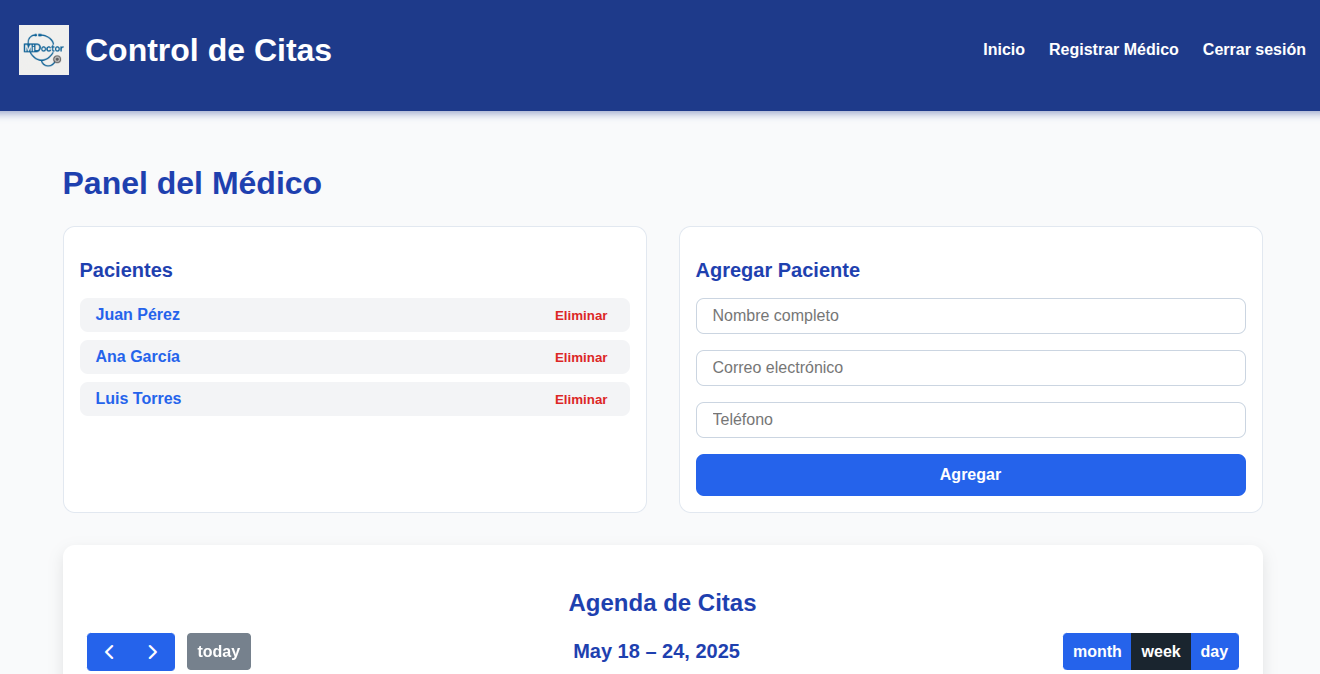 MiDoctor
Control de Citas
Inicio Registrar Médico Cerrar sesión
Panel del Médico
Pacientes
Juan Pérez Eliminar
Ana García Eliminar
Luis Torres Eliminar
Agregar Paciente
Nombre completo
Correo electrónico
Teléfono
Agregar
Agenda de Citas
today May 18 – 24, 2025 month week day